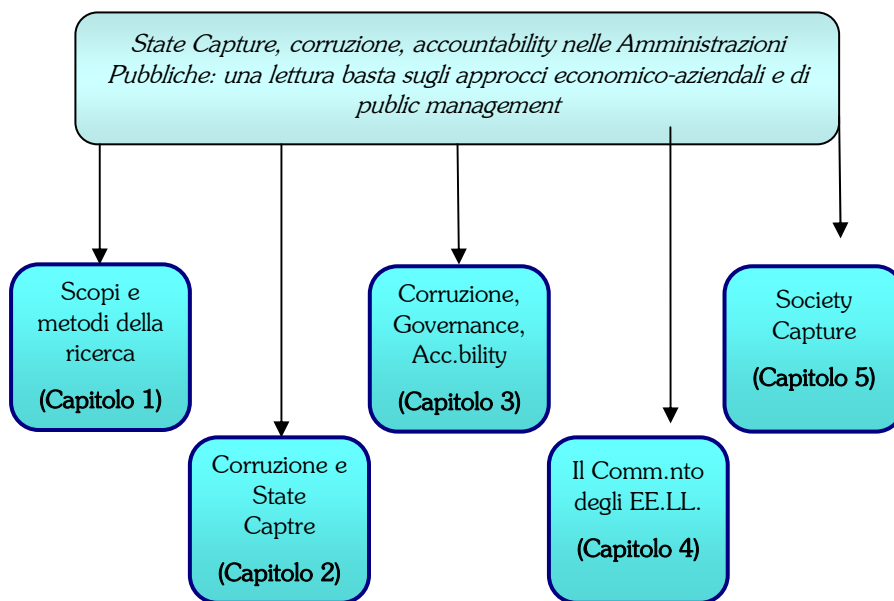 State Capture, corruzione, accountability nelle Amministrazioni
Pubbliche: una lettura basta sugli approcci economico-aziendali e di
public management
Scopi e
metodi della
ricerca
(Capitolo 1)
Corruzione e
State
Captre
(Capitolo 2)
Corruzione,
Governance,
Acc.bility
(Capitolo 3)
Il Comm.nto
degli EE.LL.
(Capitolo 4)
Society
Capture
(Capitolo 5)